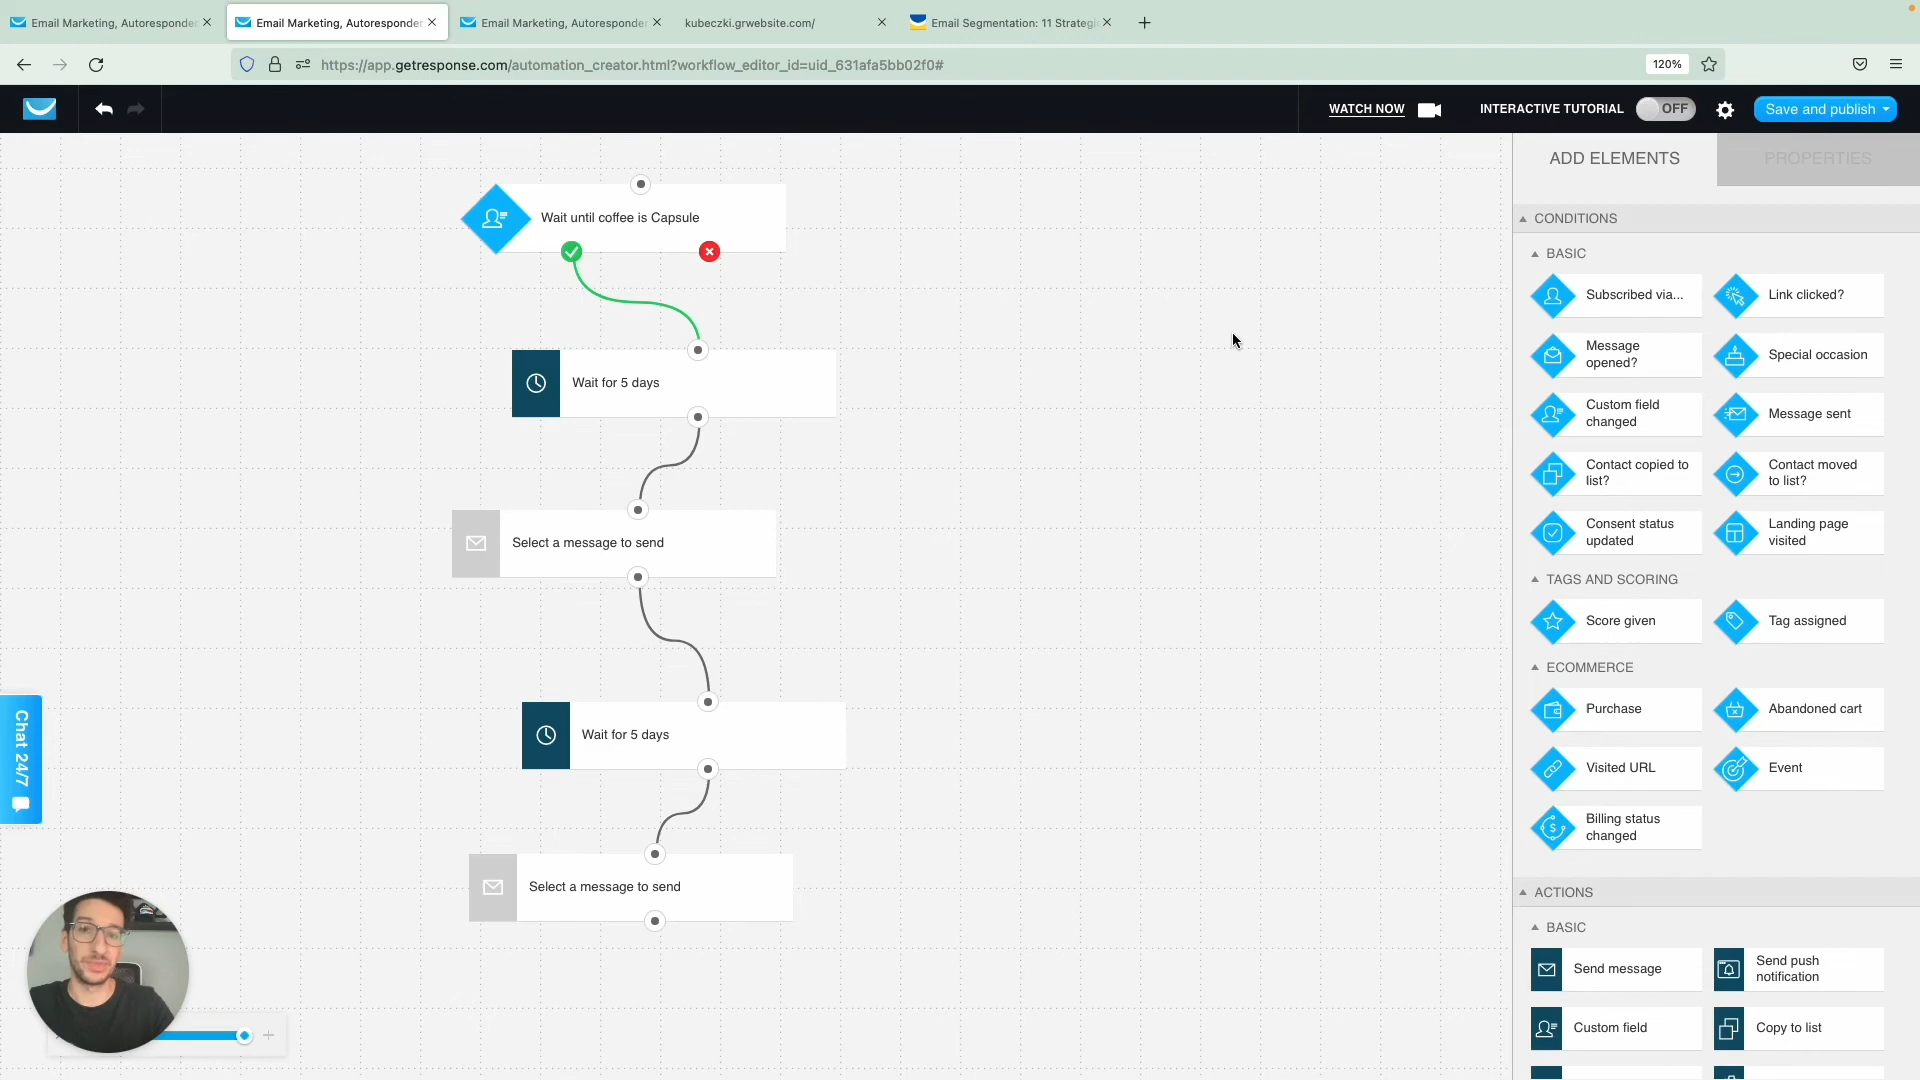 Email Marketing, Autoresponder
Email Marketing, Autoresponder
Email Marketing, Autoresponder
kubeczki.grwebsite.com/
Email Segmentation: 11 Strategi
https://app.getresponse.com/automation_creator.html?workflow_editor_id=uid_631afa5bb02f0#
120%
WATCH NOW
INTERACTIVE TUTORIAL
OFF
Save and publish
ADD ELEMENTS
PROPERTIES
Wait until coffee is Capsule
Wait for 5 days
Select a message to send
Wait for 5 days
Select a message to send
Chat 24/7
CONDITIONS
BASIC
Subscribed via...
Link clicked?
Message
opened?
Special occasion
Custom field
changed
Message sent
Contact copied to
list?
Contact moved
to list?
Consent status
updated
Landing page
visited
TAGS AND SCORING
Score given
Tag assigned
ECOMMERCE
Purchase
Abandoned cart
Visited URL
Event
Billing status
changed
ACTIONS
BASIC
Send message
Send push
notification
Custom field
Copy to list